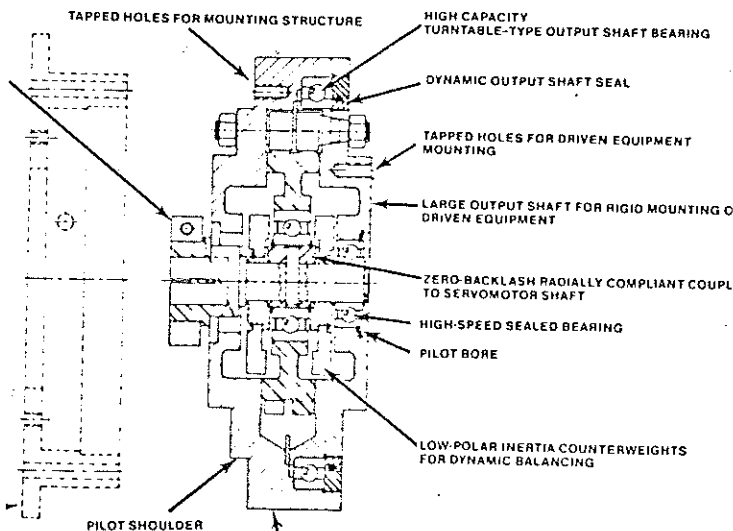 TAPPED HOLES FOR MOUNTING STRUCTURE
HIGH CAPACITY
TURNTABLE-TYPE OUTPUT SHAFT BEARING
DYNAMIC OUTPUT SHAFT SEAL
TAPPED HOLES FOR DRIVEN EQUIPMENT
MOUNTING
LARGE OUTPUT SHAFT FOR RIGID MOUNTING O
DRIVEN EQUIPMENT
ZERO-BACKLASH RADIALLY COMPLIANT COUPL
TO SERVOMOTOR SHAFT
HIGH-SPEED SEALED BEARING
PILOT BORE
LOW-POLAR INERTIA COUNTERWEIGHTS
FOR DYNAMIC BALANCING
PILOT SHOULDER